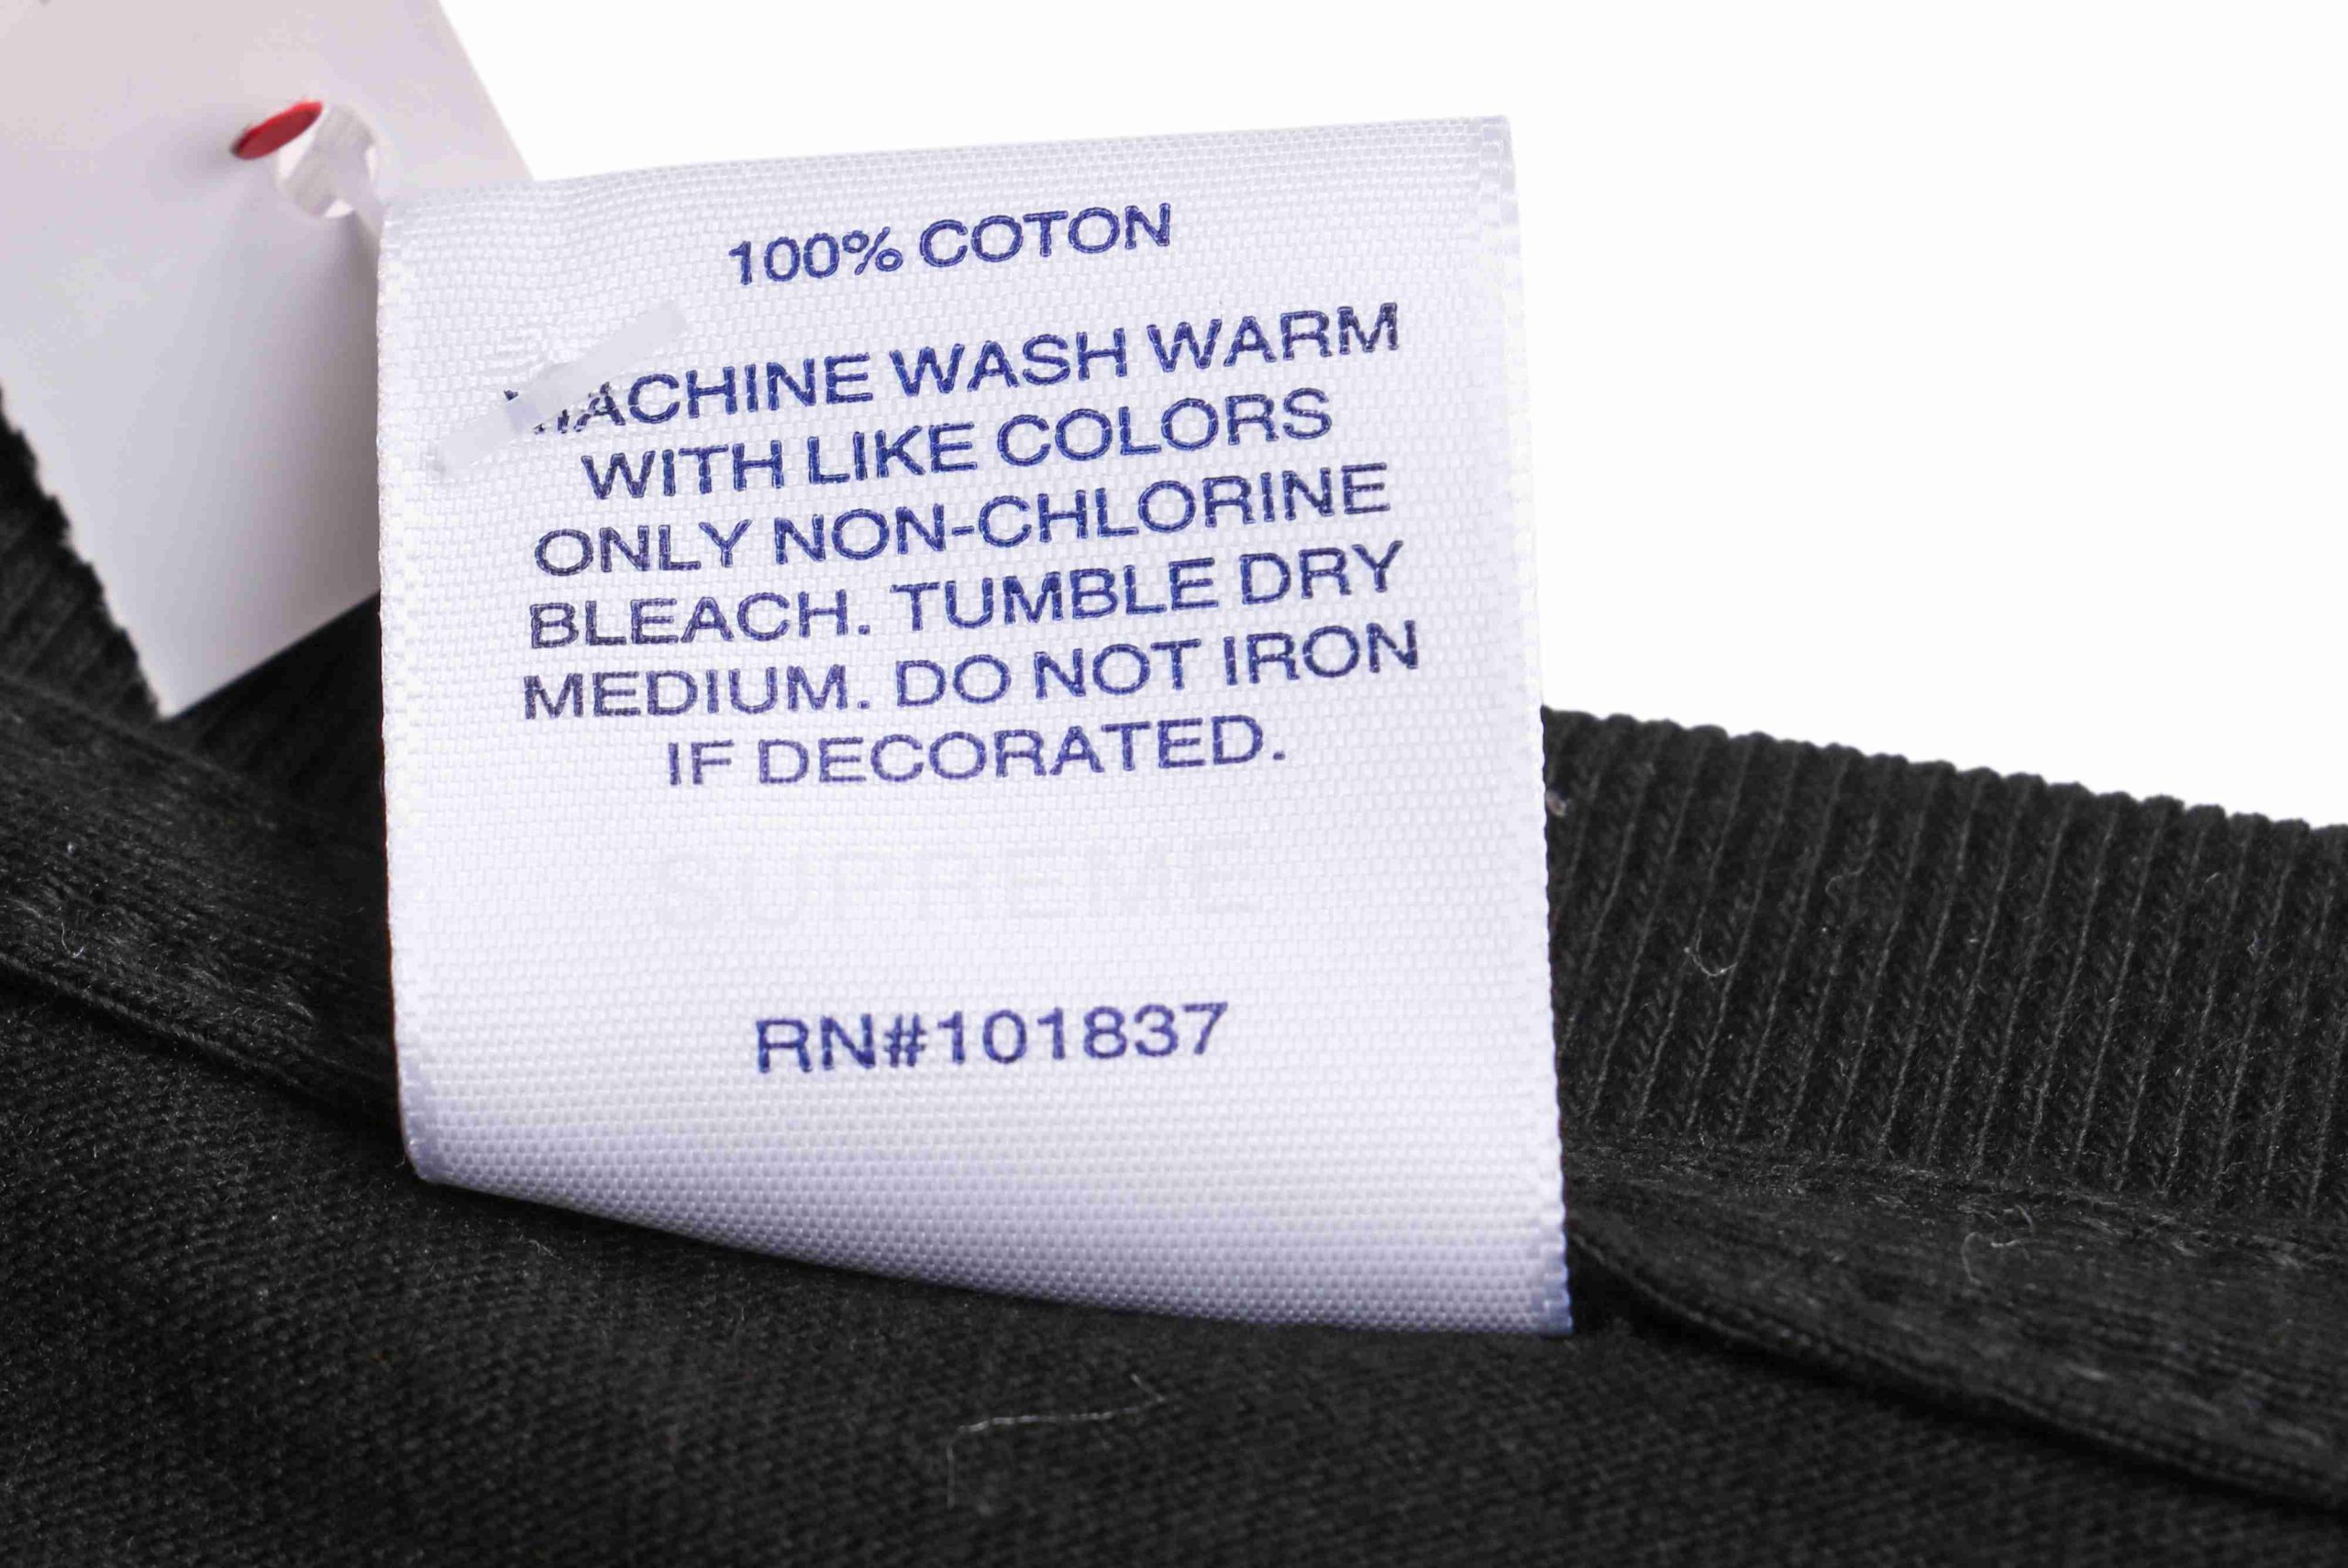 100% COTON
MACHINE WASH WARM
WITH LIKE COLORS
ONLY NON-CHLORINE
BLEACH. TUMBLE DRY
MEDIUM. DO NOT IRON
IF DECORATED.
SUPREME
RN#101837